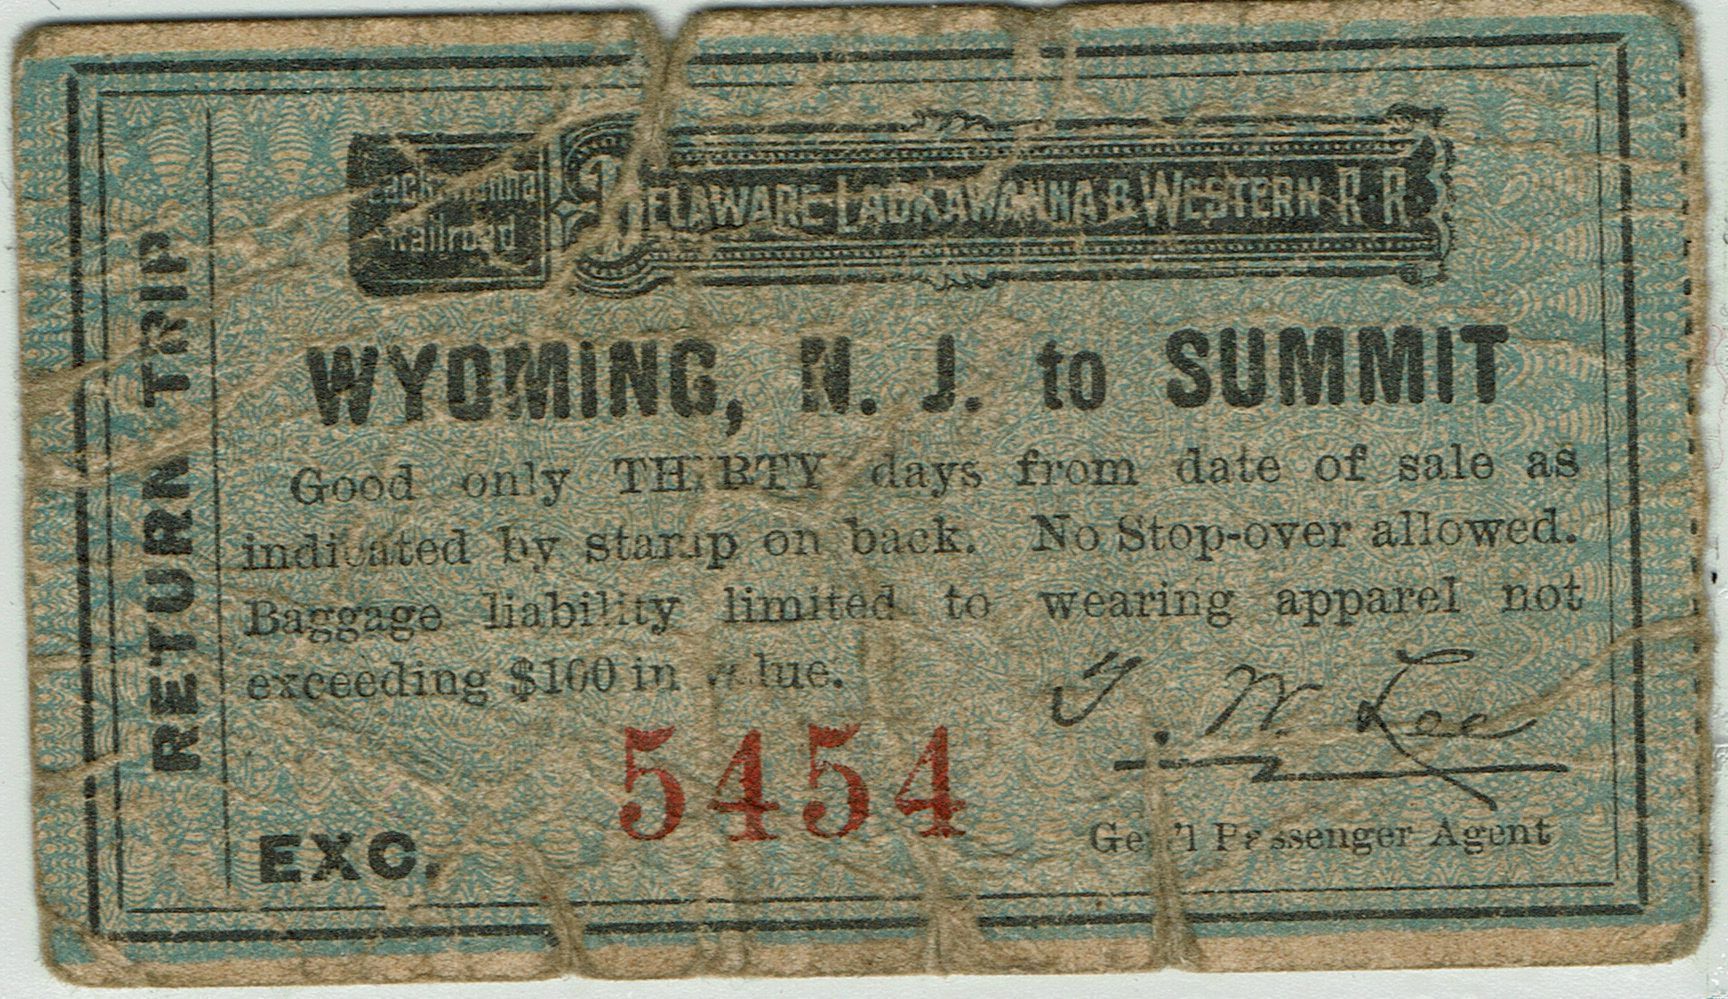 RETURN TRIP
Lackawanna
Railroad
DELAWARE LACKAWANNA & WESTERN R. R.
WYOMING, N. J. to SUMMIT
Good only THIRTY days from date of sale as
indicated by stamp on back. No Stop-over allowed.
Baggage liability limited to wearing apparel not
exceeding $100 in value.
T. W. Lee
5454
Gen'l Passenger Agent
EXC.